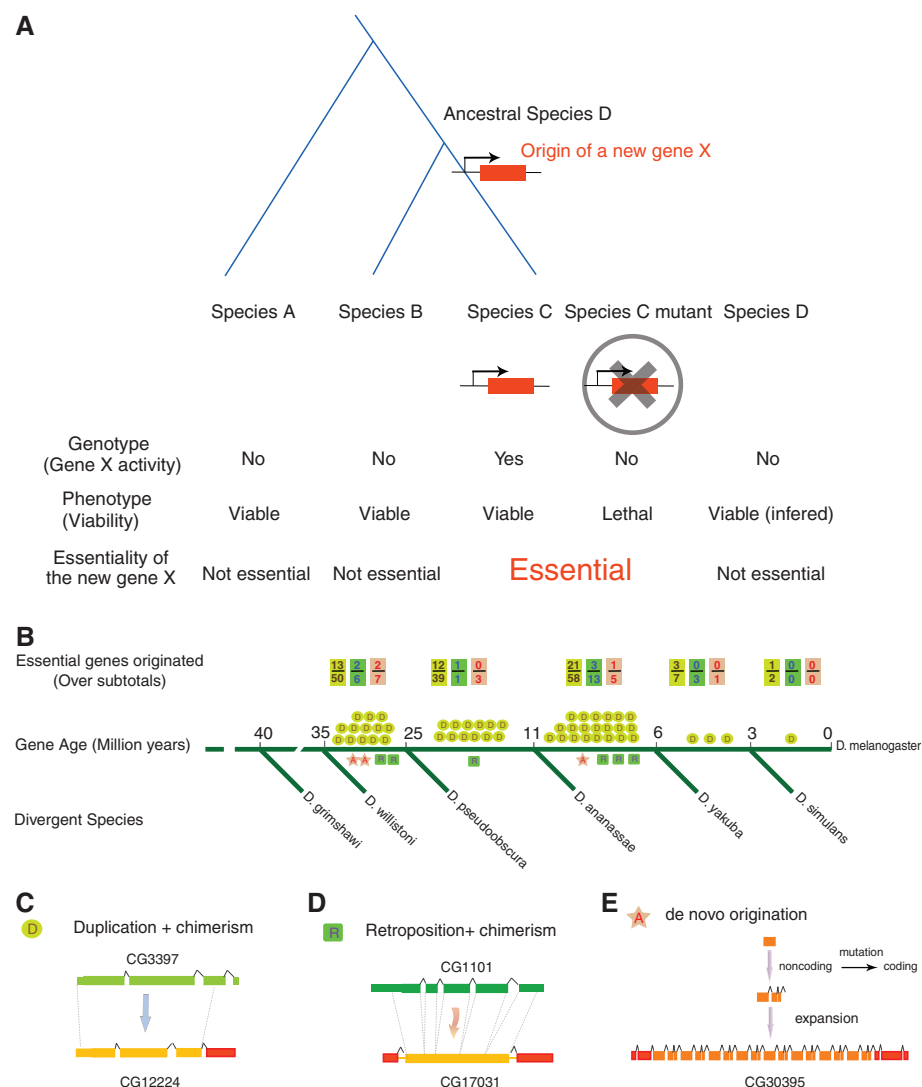 A
Ancestral Species D
Origin of a new gene X
Species A Species B Species C Species C mutant Species D
Genotype
(Gene X activity) No No Yes No No
Phenotype
(Viability) Viable Viable Viable Lethal Viable (infered)
Essentiality of
the new gene X Not essential Not essential Essential Not essential
B
Essential genes originated
(Over subtotals)
13 2 2 12 1 0 21 3 1 3 0 0 1 0 0
50 6 7 39 1 3 58 13 5 7 3 1 2 0 0
D D D
D D D D D
D D D D D
D D D D D D
D D D D D
D D D D D D
D D D D D D D
D D D D D D D D
D D D
D
Gene Age (Million years) 40 35 25 11 6 3 0 D. melanogaster
A A R R R A R R R
Divergent Species
D. grimshawi
D. willistoni
D. pseudoobscura
D. ananassae
D. yakuba
D. simulans
C
D Duplication + chimerism
CG3397
CG12224
D
R Retroposition+ chimerism
CG1101
CG17031
E
A de novo origination
noncoding mutation coding
expansion
CG30395